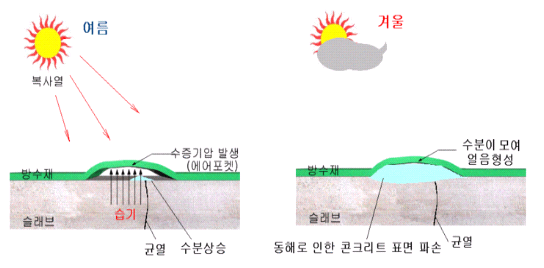 여름
겨울
복사열
수증기압 발생
(에어포켓)
수분이 모여
얼음형성
방수재
방수재
습기
슬래브
슬래브
균열
수분상승
동해로 인한 콘크리트 표면 파손
균열